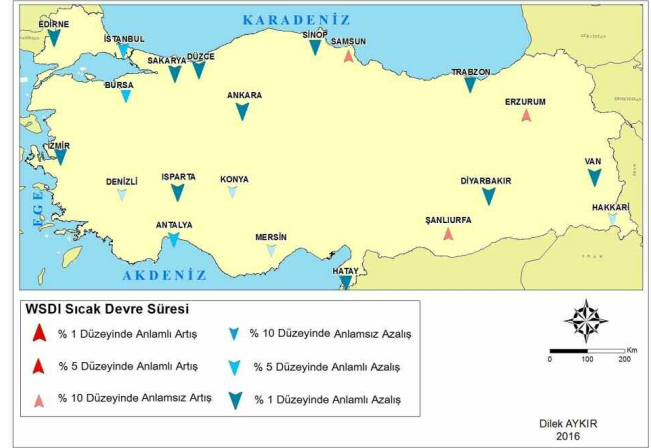 KARADENİZ
EDİRNE
İSTANBUL
SAKARYA
DÜZCE
SİNOP
SAMSUN
BURSA
ANKARA
TRABZON
ERZURUM
İZMİR
DENİZLİ
ISPARTA
KONYA
DİYARBAKIR
VAN
HAKKARİ
EGE
ANTALYA
MERSİN
ŞANLIURFA
AKDENİZ
HATAY
WSDI Sıcak Devre Süresi
% 1 Düzeyinde Anlamlı Artış
% 10 Düzeyinde Anlamsız Azalış
% 5 Düzeyinde Anlamlı Artış
% 5 Düzeyinde Anlamlı Azalış
% 10 Düzeyinde Anlamsız Artış
% 1 Düzeyinde Anlamlı Azalış
Km
0 100 200
Dilek AYKIR
2016